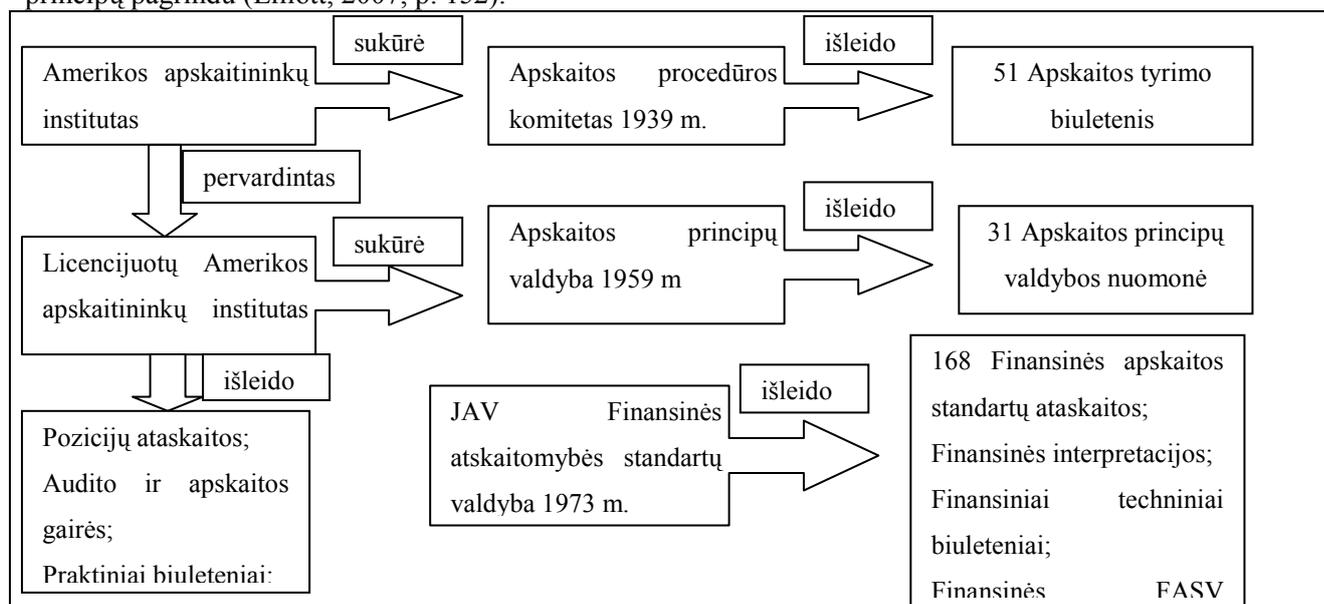 principų pagrindu (Elliott, 2007, p. 152).
sukūrė
išleido
Amerikos apskaitininkų
institutas
Apskaitos procedūros
komitetas 1939 m.
51 Apskaitos tyrimo
biuletenis
pervardintas
išleido
sukūrė
Licencijuotų Amerikos
apskaitininkų institutas
Apskaitos principų
valdyba 1959 m
31 Apskaitos principų
valdybos nuomonė
išleido
išleido
Pozicijų ataskaitos;
Audito ir apskaitos
gairės;
Praktiniai biuleteniai;
JAV Finansinės
atskaitomybės standartų
valdyba 1973 m.
168 Finansinės apskaitos
standartų ataskaitos;
Finansinės interpretacijos;
Finansiniai techniniai
biuleteniai;
Finansinės FASV